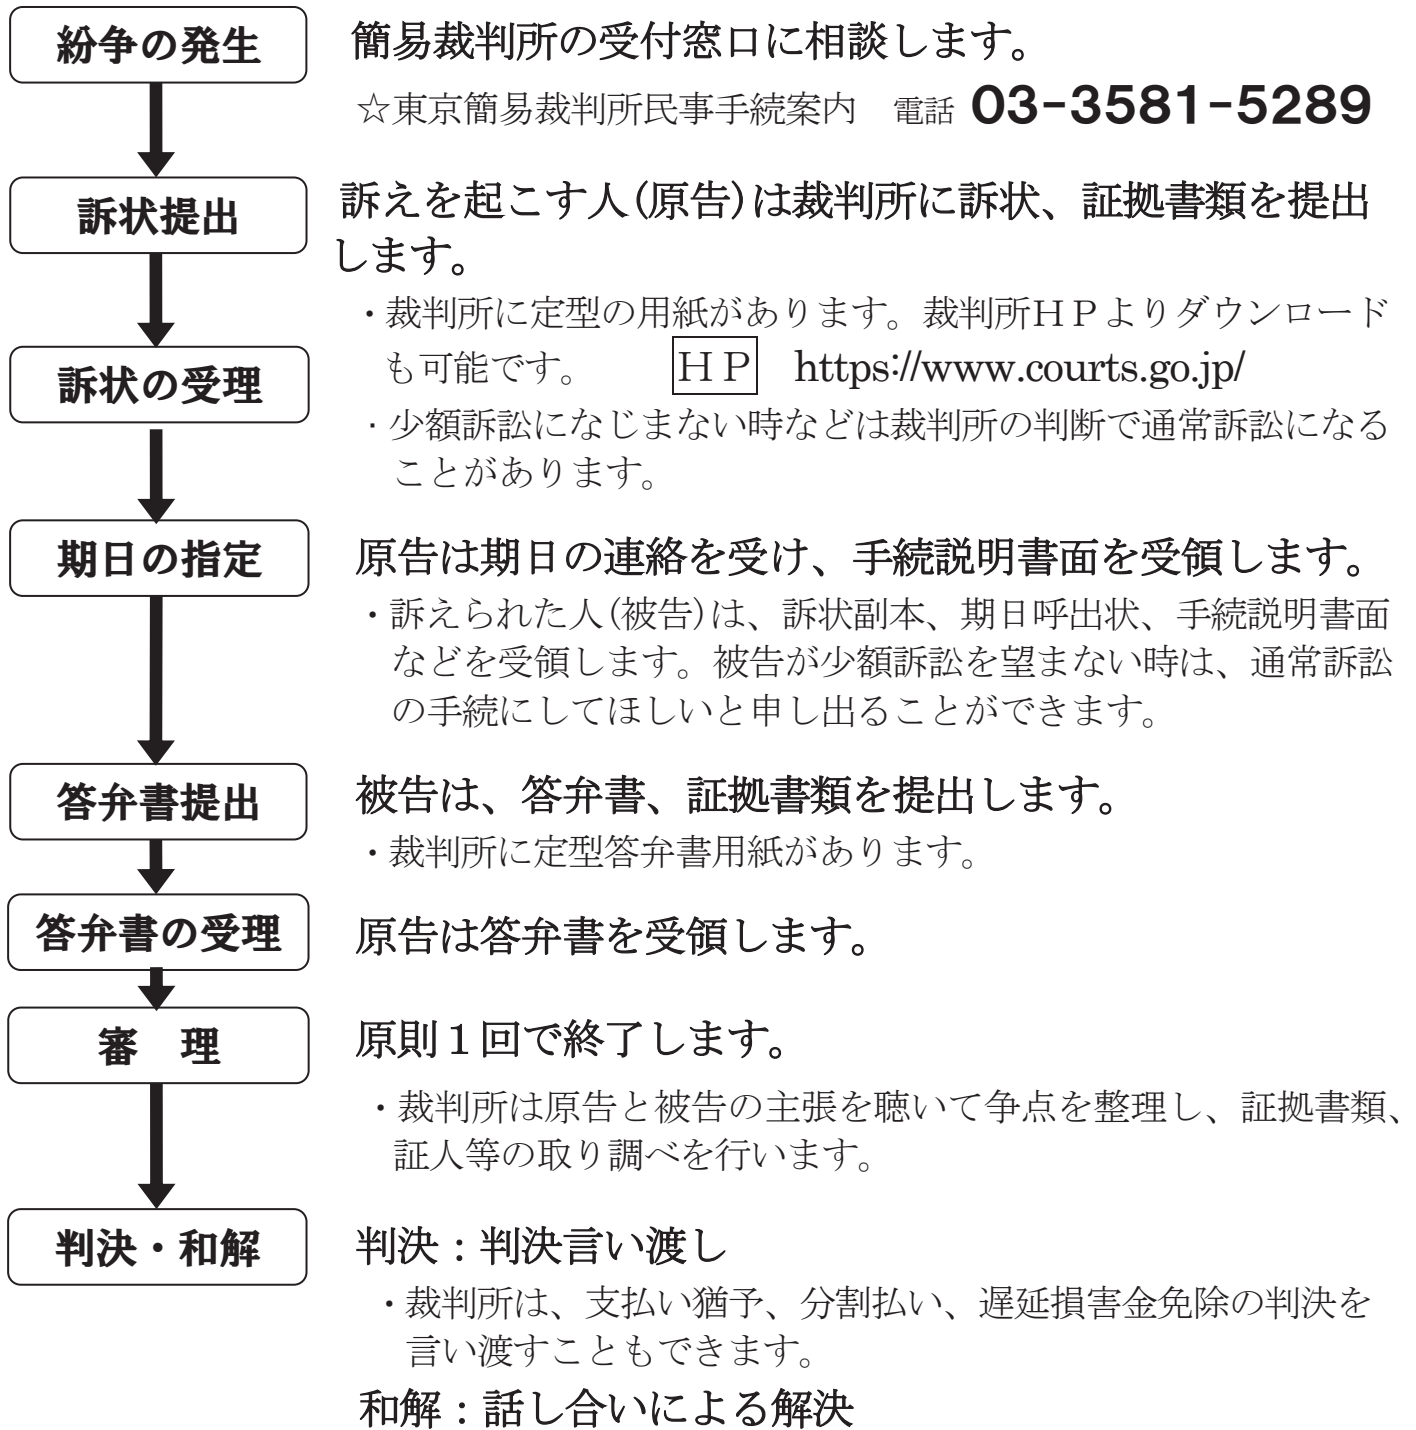 紛争の発生
簡易裁判所の受付窓口に相談します。
☆東京簡易裁判所民事手続案内　電話 03-3581-5289
訴状提出
訴えを起こす人(原告)は裁判所に訴状、証拠書類を提出
します。
・裁判所に定型の用紙があります。裁判所ＨＰよりダウンロード
も可能です。　ＨＰ　https://www.courts.go.jp/
訴状の受理
・少額訴訟になじまない時などは裁判所の判断で通常訴訟になる
ことがあります。
期日の指定
原告は期日の連絡を受け、手続説明書面を受領します。
・訴えられた人(被告)は、訴状副本、期日呼出状、手続説明書面
などを受領します。被告が少額訴訟を望まない時は、通常訴訟
の手続にしてほしいと申し出ることができます。
答弁書提出
被告は、答弁書、証拠書類を提出します。
・裁判所に定型答弁書用紙があります。
答弁書の受理
原告は答弁書を受領します。
審　理
原則１回で終了します。
・裁判所は原告と被告の主張を聴いて争点を整理し、証拠書類、
証人等の取り調べを行います。
判決・和解
判決：判決言い渡し
・裁判所は、支払い猶予、分割払い、遅延損害金免除の判決を
言い渡すこともできます。
和解：話し合いによる解決